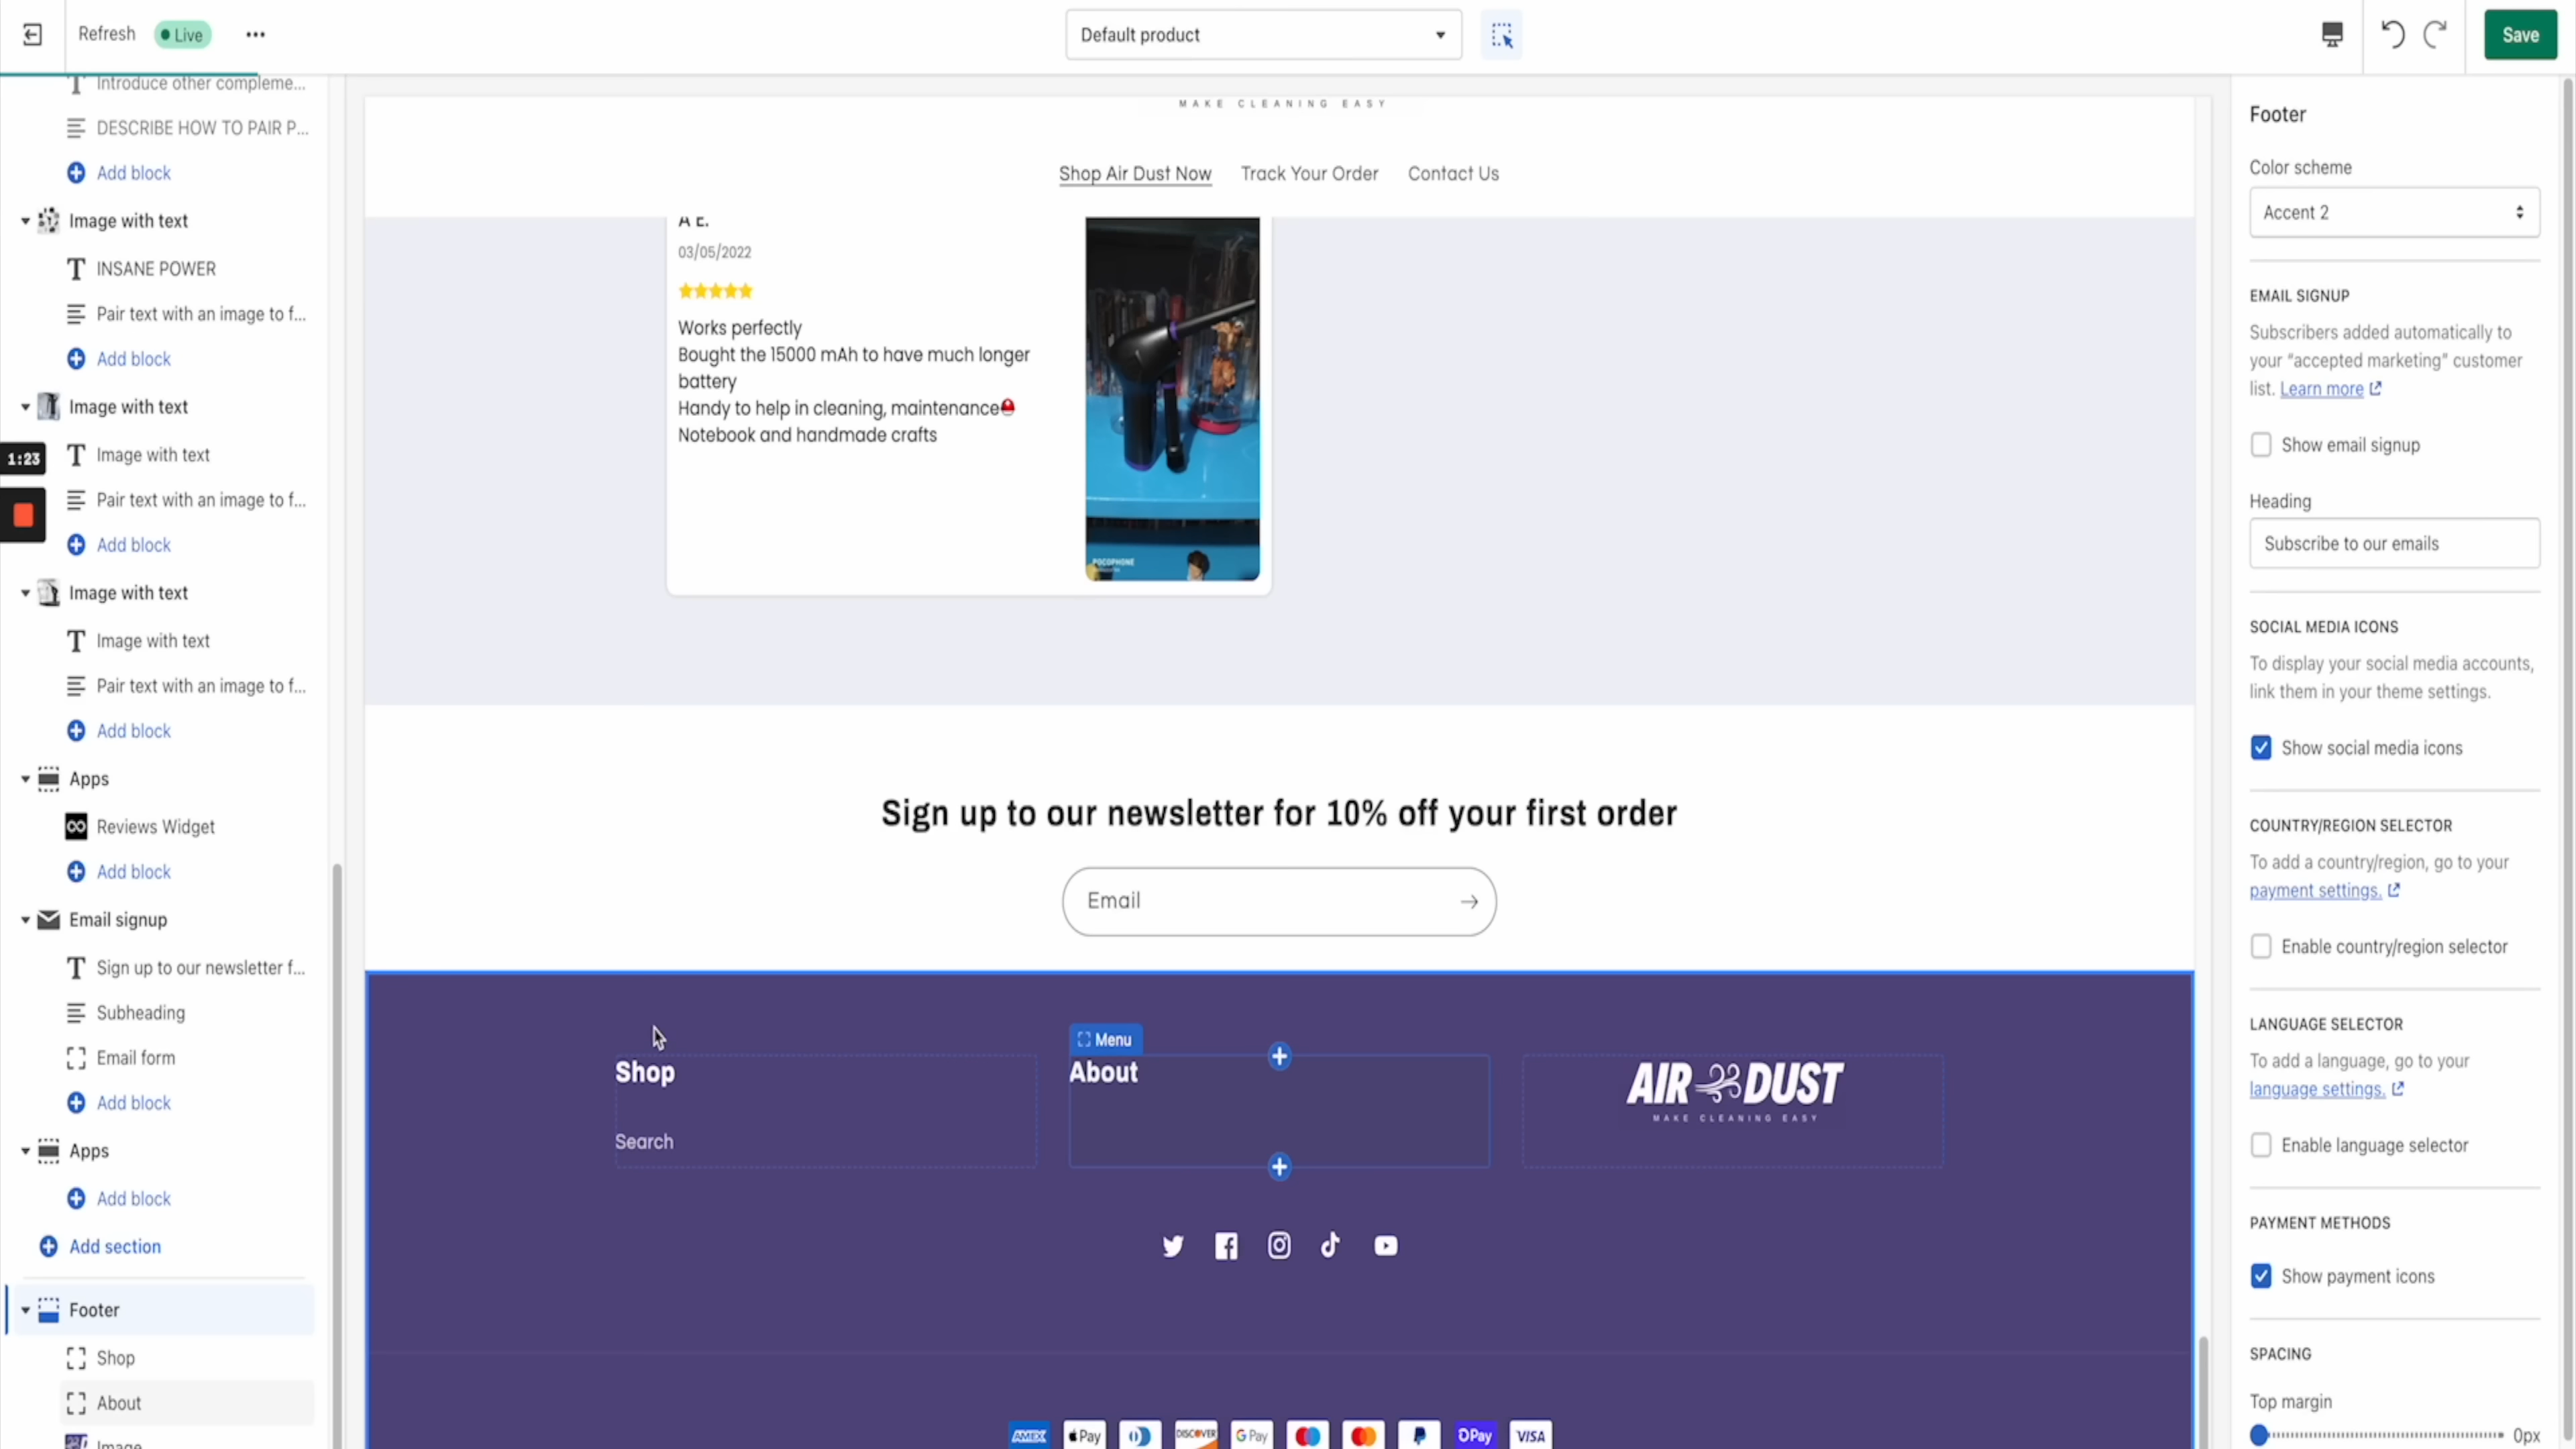 Refresh
Live
Default product
Save
Introduce other compleme...
DESCRIBE HOW TO PAIR P...
Add block
Image with text
INSANE POWER
Pair text with an image to f...
Add block
Image with text
1:23
Image with text
Pair text with an image to f...
Add block
Image with text
Image with text
Pair text with an image to f...
Add block
Apps
Reviews Widget
Add block
Email signup
Sign up to our newsletter f...
Subheading
Email form
Add block
Apps
Add block
Add section
Footer
Shop
About
Image
MAKE CLEANING EASY
Shop Air Dust Now
Track Your Order
Contact Us
A E.
03/05/2022
Works perfectly
Bought the 15000 mAh to have much longer
battery
Handy to help in cleaning, maintenance
Notebook and handmade crafts
POCOPHONE
Sign up to our newsletter for 10% off your first order
Email
Menu
Shop
About
Search
AIR DUST
MAKE CLEANING EASY
AMEX
Pay
DISCOVER
G Pay
Pay
VISA
Footer
Color scheme
Accent 2
EMAIL SIGNUP
Subscribers added automatically to
your “accepted marketing” customer
list. Learn more
Show email signup
Heading
Subscribe to our emails
SOCIAL MEDIA ICONS
To display your social media accounts,
link them in your theme settings.
Show social media icons
COUNTRY/REGION SELECTOR
To add a country/region, go to your
payment settings.
Enable country/region selector
LANGUAGE SELECTOR
To add a language, go to your
language settings.
Enable language selector
PAYMENT METHODS
Show payment icons
SPACING
Top margin
0px